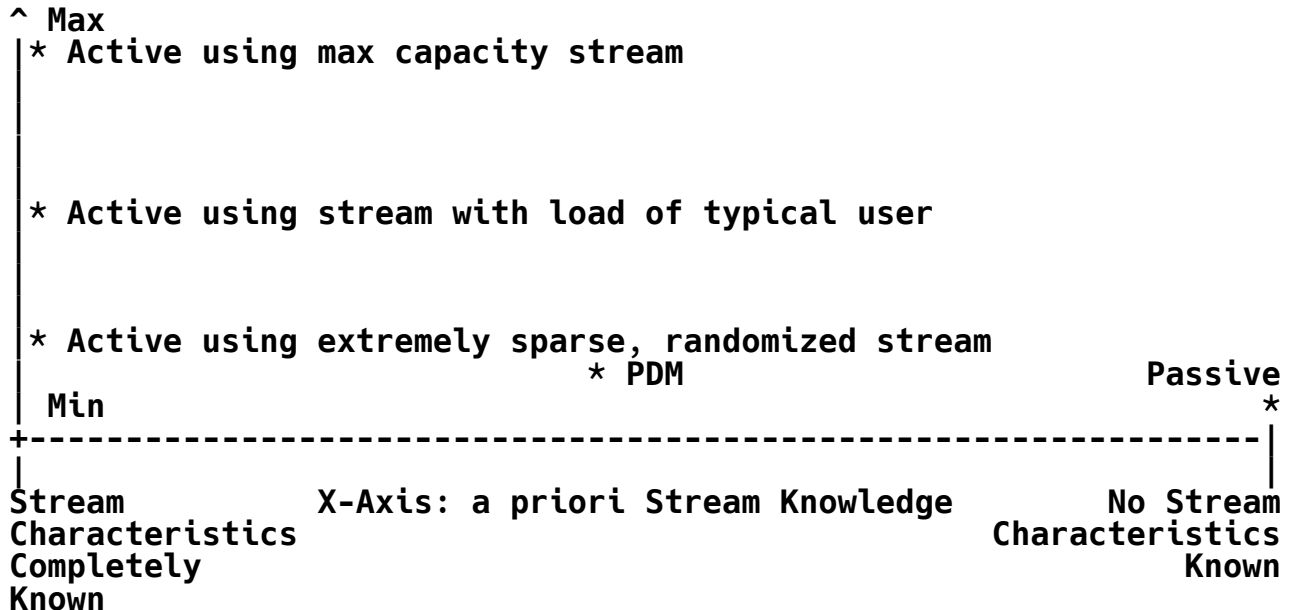 ^ Max
|* Active using max capacity stream
|
|
|
|
|* Active using stream with load of typical user
|
|
|
|* Active using extremely sparse, randomized stream
|                             * PDM                        Passive
| Min                                                            *
+----------------------------------------------------------------|
|                                                                |
Stream          X-Axis: a priori Stream Knowledge        No Stream
Characteristics                                    Characteristics
Completely                                                   Known
Known